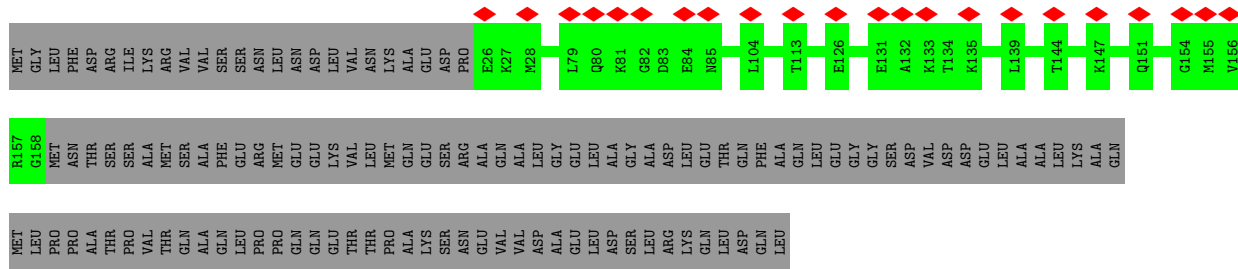 MET GLY LEU PHE ASP ARG ILE LYS ARG VAL VAL SER SER ASN LEU ASN ASP LEU VAL ASN LYS ALA GLU ASP PRO E26 K27 M28 L79 Q80 K81 G82 D83 E84 N85 L104 T113 E126 E131 A132 K133 T134 K135 L139 T144 K147 Q151 G154 M155 V156
R157 G158 MET ASN THR SER SER ALA MET SER ALA PHE GLU ARG MET GLU GLU LYS VAL LEU MET GLN GLU SER ARG ALA GLN ALA LEU GLY GLU LEU ALA GLY ALA ASP LEU GLU THR GLN PHE ALA GLN LEU GLU GLY GLY SER ASP VAL ASP ASP GLU LEU ALA ALA LEU LYS ALA GLN
MET LEU PRO PRO ALA THR PRO VAL THR GLN ALA GLN LEU PRO PRO GLN GLN GLU THR THR PRO ALA LYS SER ASN GLU VAL VAL ASP ALA GLU LEU ASP SER LEU ARG LYS GLN LEU ASP GLN LEU